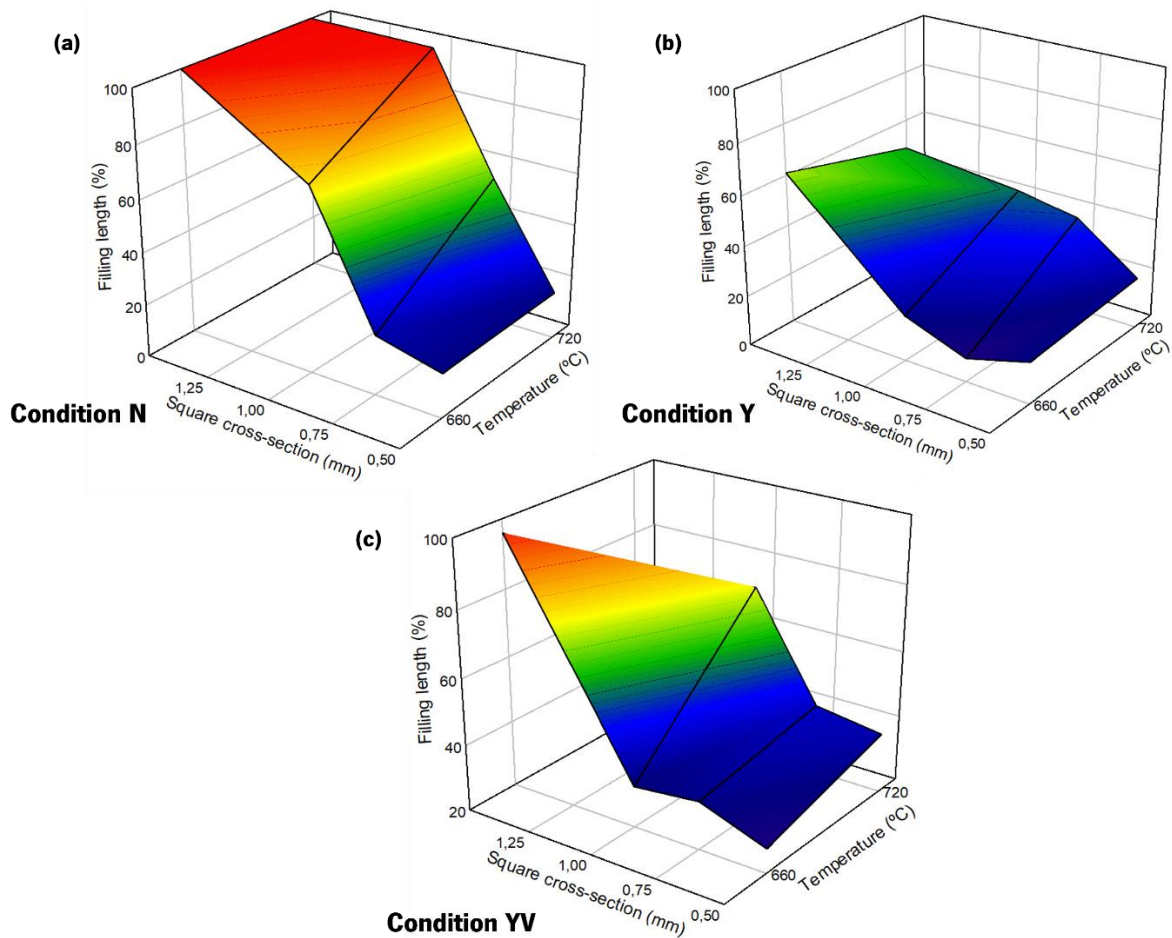 (a)
100
80
60
40
20
0
Filling length (%)
1,25
1,00
0,75
0,50
Square cross-section (mm)
660
720
Temperature (ºC)
Condition N
(b)
100
80
60
40
20
0
Filling length (%)
1,25
1,00
0,75
0,50
Square cross-section (mm)
660
720
Temperature (ºC)
Condition Y
(c)
100
80
60
40
20
Filling length (%)
1,25
1,00
0,75
0,50
Square cross-section (mm)
660
720
Temperature (ºC)
Condition YV